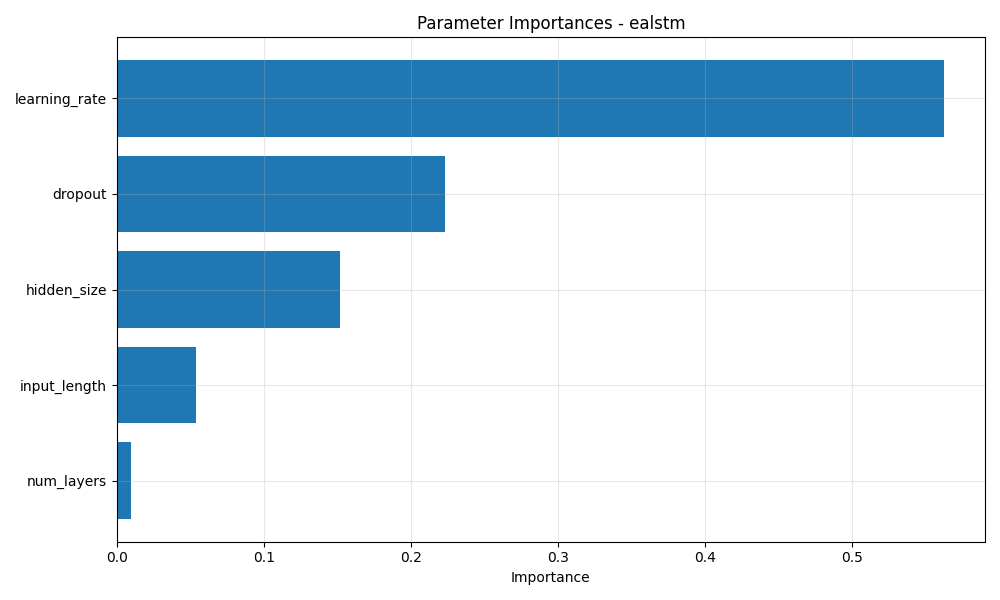 Parameter Importances - ealstm
learning_rate
dropout
hidden_size
input_length
num_layers
0.0 0.1 0.2 0.3 0.4 0.5
Importance